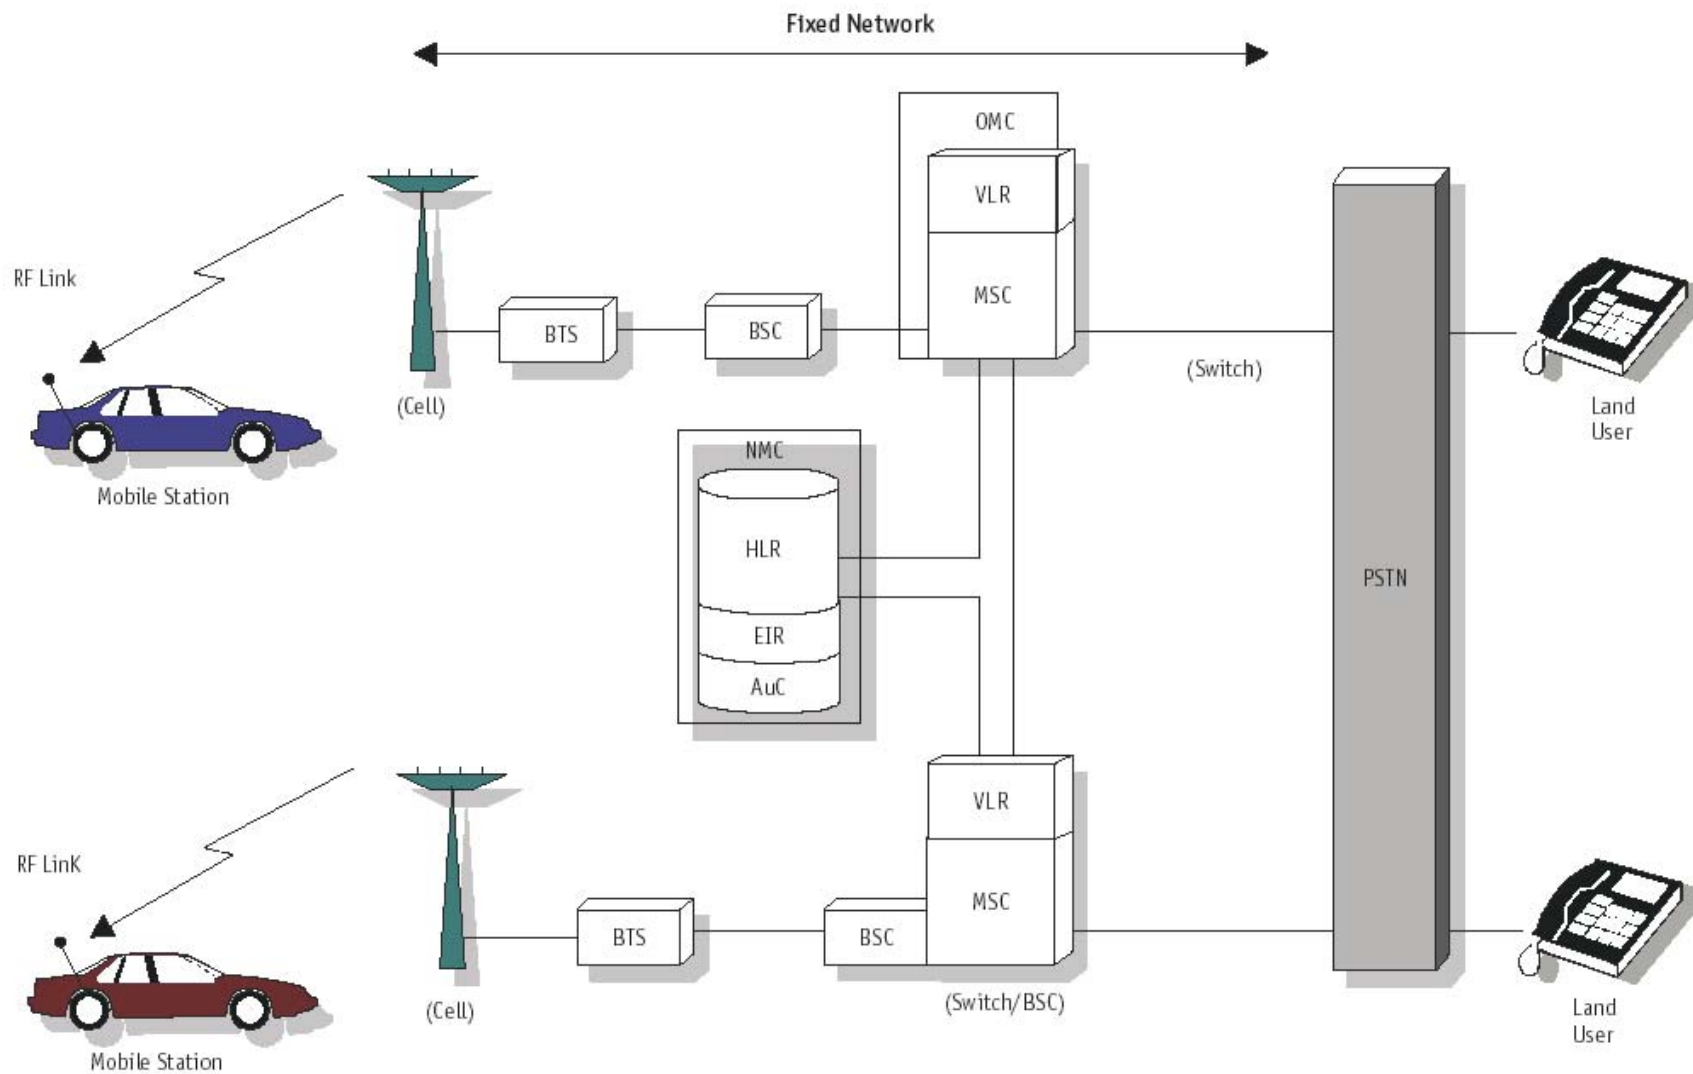 Fixed Network
OMC
VLR
MSC
RF Link
BTS
BSC
(Switch)
(Cell)
Land
User
Mobile Station
NMC
HLR
EIR
AuC
PSTN
VLR
MSC
RF LinK
BTS
BSC
(Switch/BSC)
(Cell)
Land
User
Mobile Station